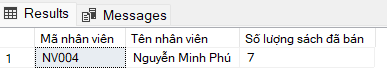 Results Messages
Mã nhân viên Tên nhân viên Số lượng sách đã bán
1 NV004 Nguyễn Minh Phú 7